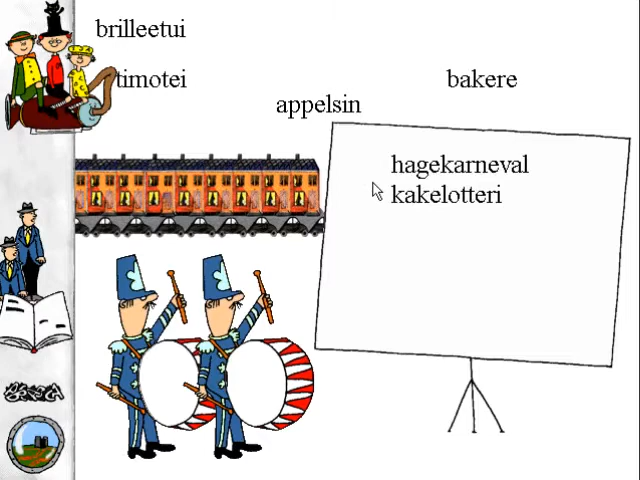 brilleetui
timotei
bakere
appelsin
hagekarneval
kakelotteri